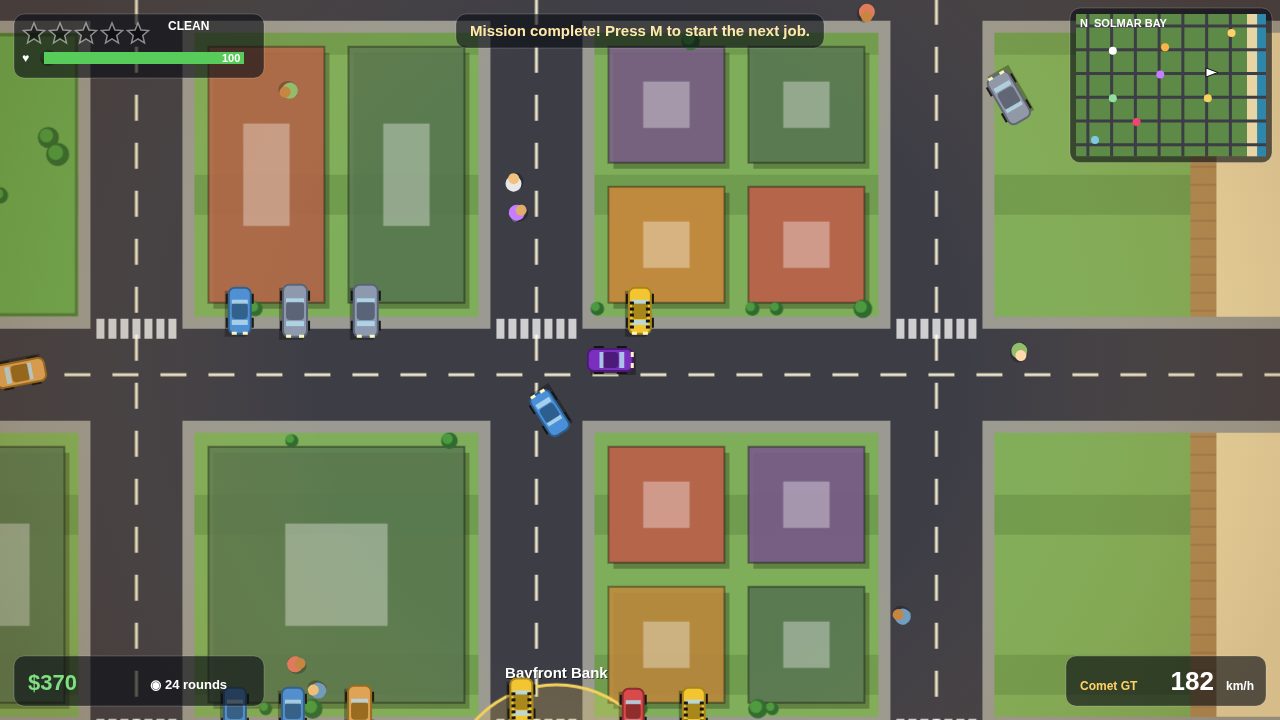 CLEAN
♥ 100
Mission complete! Press M to start the next job.
N SOLMAR BAY
Bayfront Bank
$370
24 rounds
Comet GT 182 km/h